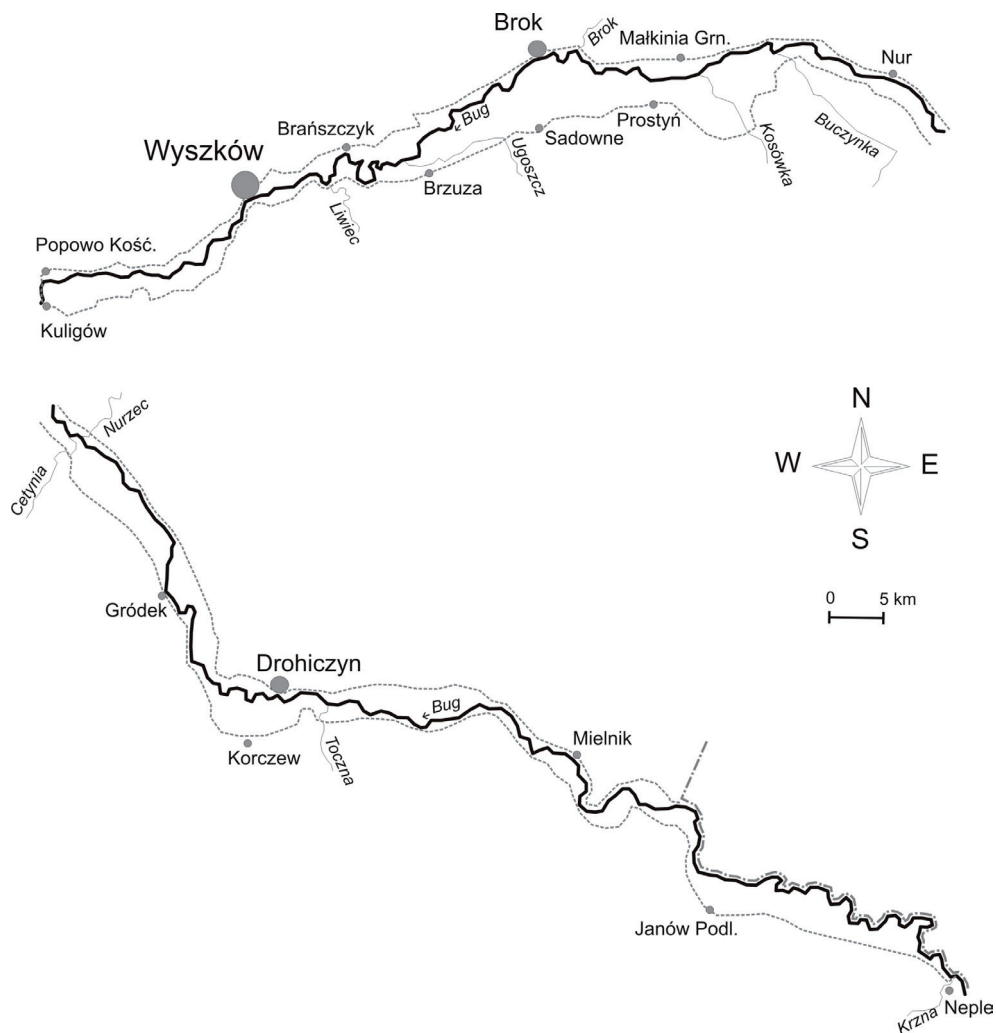 Brok
Brok
Małkinia Grn.
Nur
Bug
Brańszczyk
Wyszków
Prostyń
Sadowne
Ugoszcz
Kosówka
Buczynka
Brzuza
Liwiec
Popowo Kość.
Kuligów
Nurzec
Cetynia
N
W
E
S
0 5 km
Gródek
Drohiczyn
Bug
Korczew
Toczna
Mielnik
Janów Podl.
Krzna
Neple